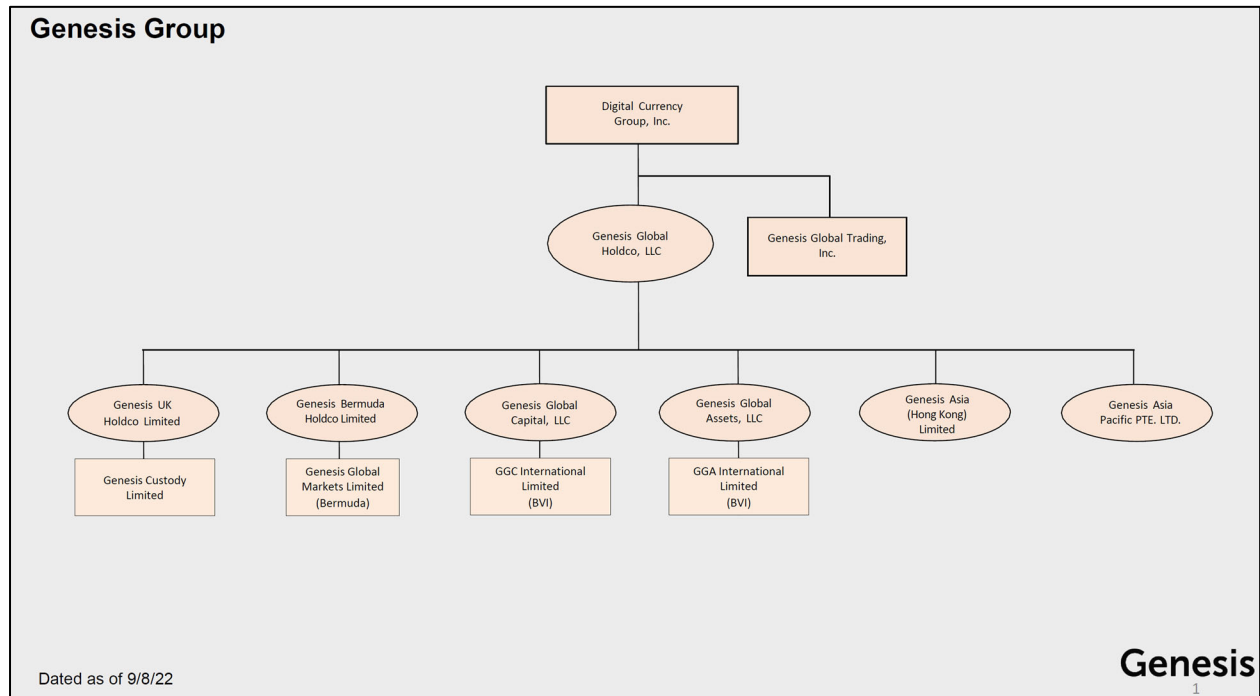 Genesis Group
Digital Currency
Group, Inc.
Genesis Global
Holdco, LLC
Genesis Global Trading,
Inc.
Genesis UK
Holdco Limited
Genesis Bermuda
Holdco Limited
Genesis Global
Capital, LLC
Genesis Global
Assets, LLC
Genesis Asia
(Hong Kong)
Limited
Genesis Asia
Pacific PTE. LTD.
Genesis Custody
Limited
Genesis Global
Markets Limited
(Bermuda)
GGC International
Limited
(BVI)
GGA International
Limited
(BVI)
Dated as of 9/8/22
Genesis
1